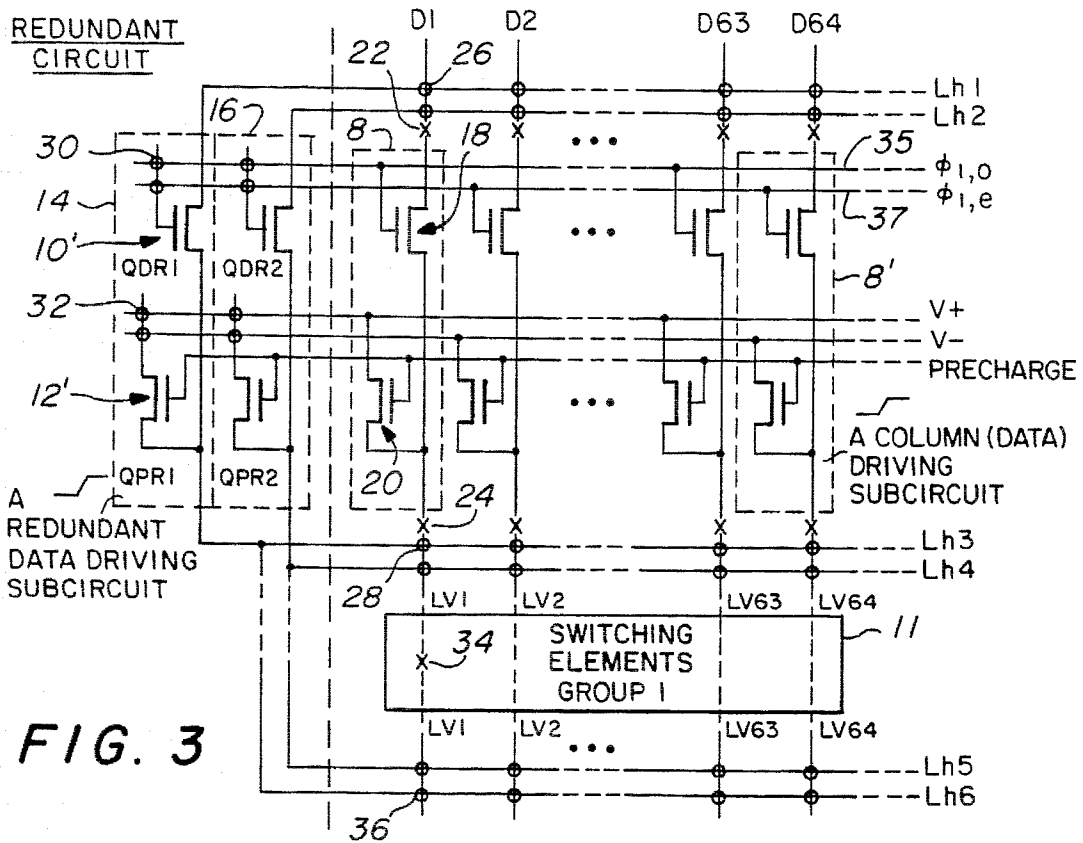 REDUNDANT
CIRCUIT
D1
D2
D63
D64
22
26
Lh1
Lh2
16
8
30
18
35
ϕ1,o
14
ϕ1,e
37
10'
QDR1
QDR2
8'
32
V+
V-
PRECHARGE
12'
QPR1
QPR2
20
A COLUMN (DATA)
DRIVING
SUBCIRCUIT
A
REDUNDANT
DATA DRIVING
SUBCIRCUIT
24
Lh3
28
Lh4
LV1
LV2
LV63
LV64
11
SWITCHING
ELEMENTS
GROUP 1
34
LV1
LV2
LV63
LV64
FIG. 3
Lh5
Lh6
36